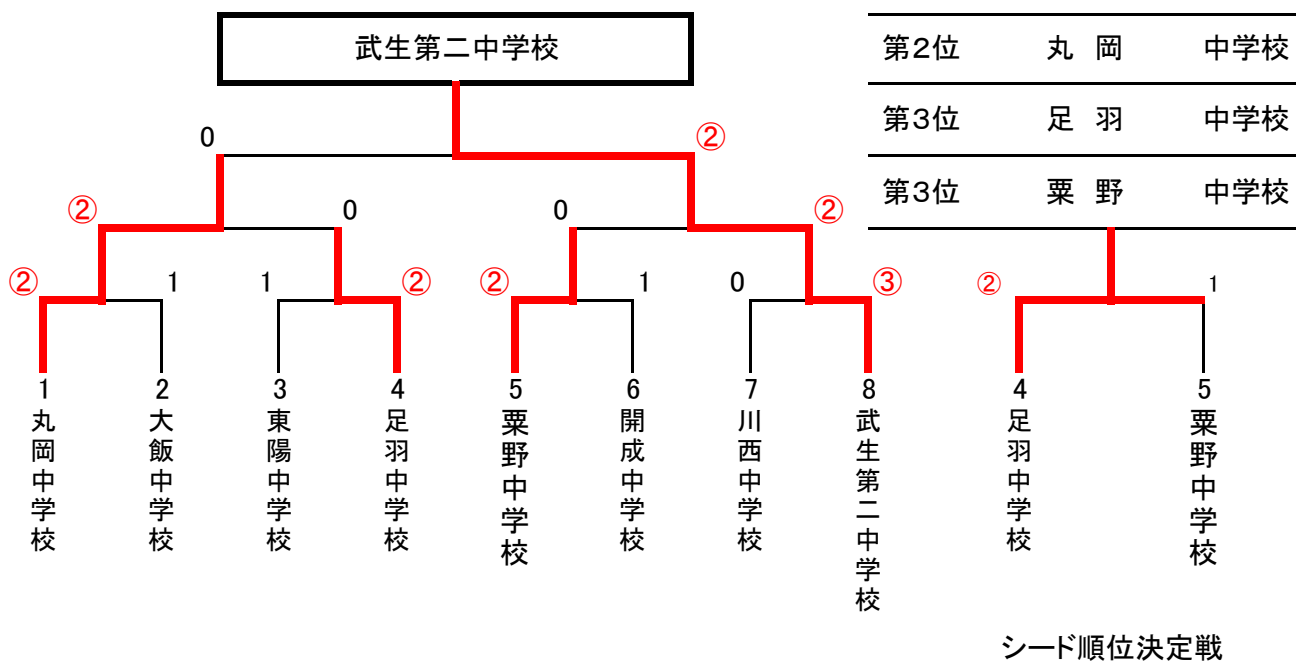 武生第二中学校
第2位 丸 岡 中学校
第3位 足 羽 中学校
第3位 粟 野 中学校
0 ②
② 0 0 ②
② 1 1 ② ② 1 0 ③ ② 1
1 2 3 4 5 6 7 8 4 5
丸岡中学校
大飯中学校
東陽中学校
足羽中学校
粟野中学校
開成中学校
川西中学校
武生第二中学校
足羽中学校
粟野中学校
シード順位決定戦